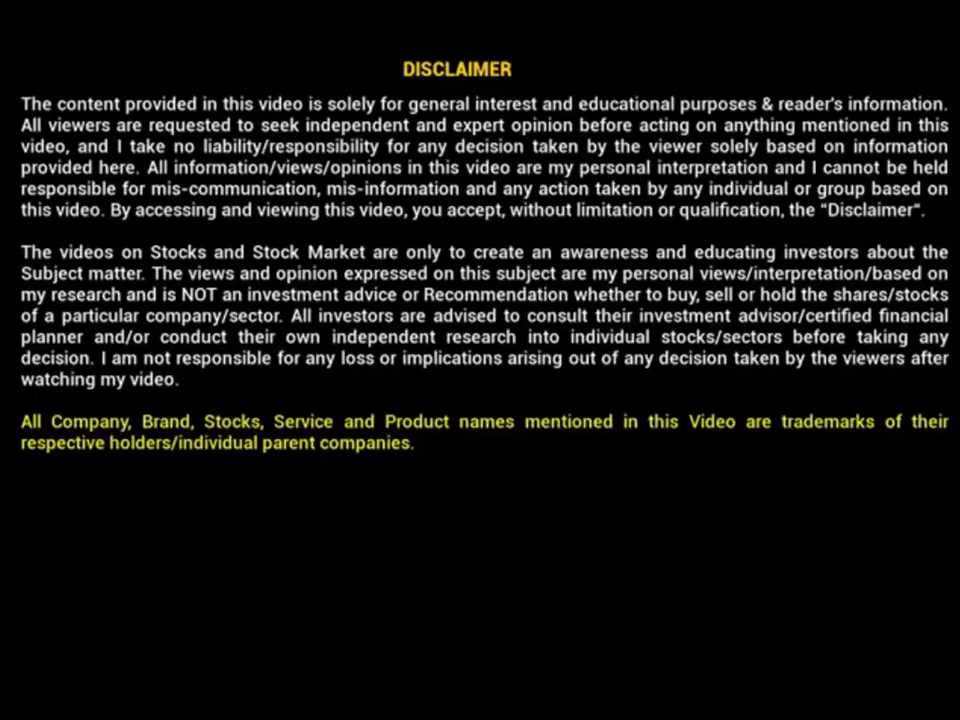 DISCLAIMER
The content provided in this video is solely for general interest and educational purposes & reader's information.
All viewers are requested to seek independent and expert opinion before acting on anything mentioned in this
video, and I take no liability/responsibility for any decision taken by the viewer solely based on information
provided here. All information/views/opinions in this video are my personal interpretation and I cannot be held
responsible for mis-communication, mis-information and any action taken by any individual or group based on
this video. By accessing and viewing this video, you accept, without limitation or qualification, the “Disclaimer“.
The videos on Stocks and Stock Market are only to create an awareness and educating investors about the
Subject matter. The views and opinion expressed on this subject are my personal views/interpretation/based on
my research and is NOT an investment advice or Recommendation whether to buy, sell or hold the shares/stocks
of a particular company/sector. All investors are advised to consult their investment advisor/certified financial
planner and/or conduct their own independent research into individual stocks/sectors before taking any
decision. I am not responsible for any loss or implications arising out of any decision taken by the viewers after
watching my video.
All Company, Brand, Stocks, Service and Product names mentioned in this Video are trademarks of their
respective holders/individual parent companies.